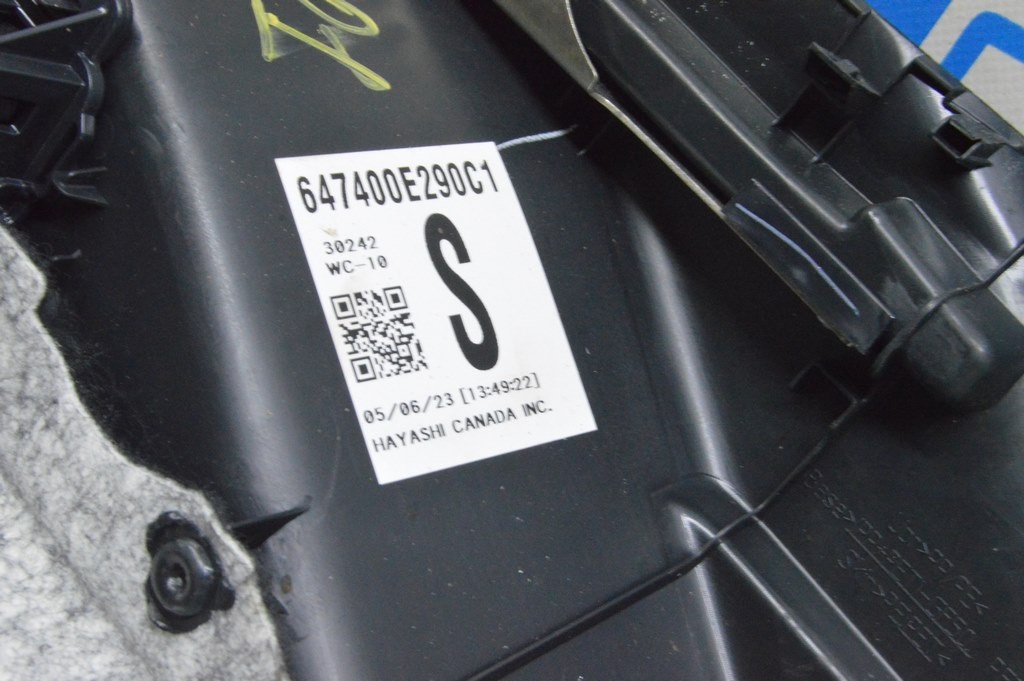 647400E290C1
30242
WC-10
S
05/06/23 [13:49:22]
HAYASHI CANADA INC.